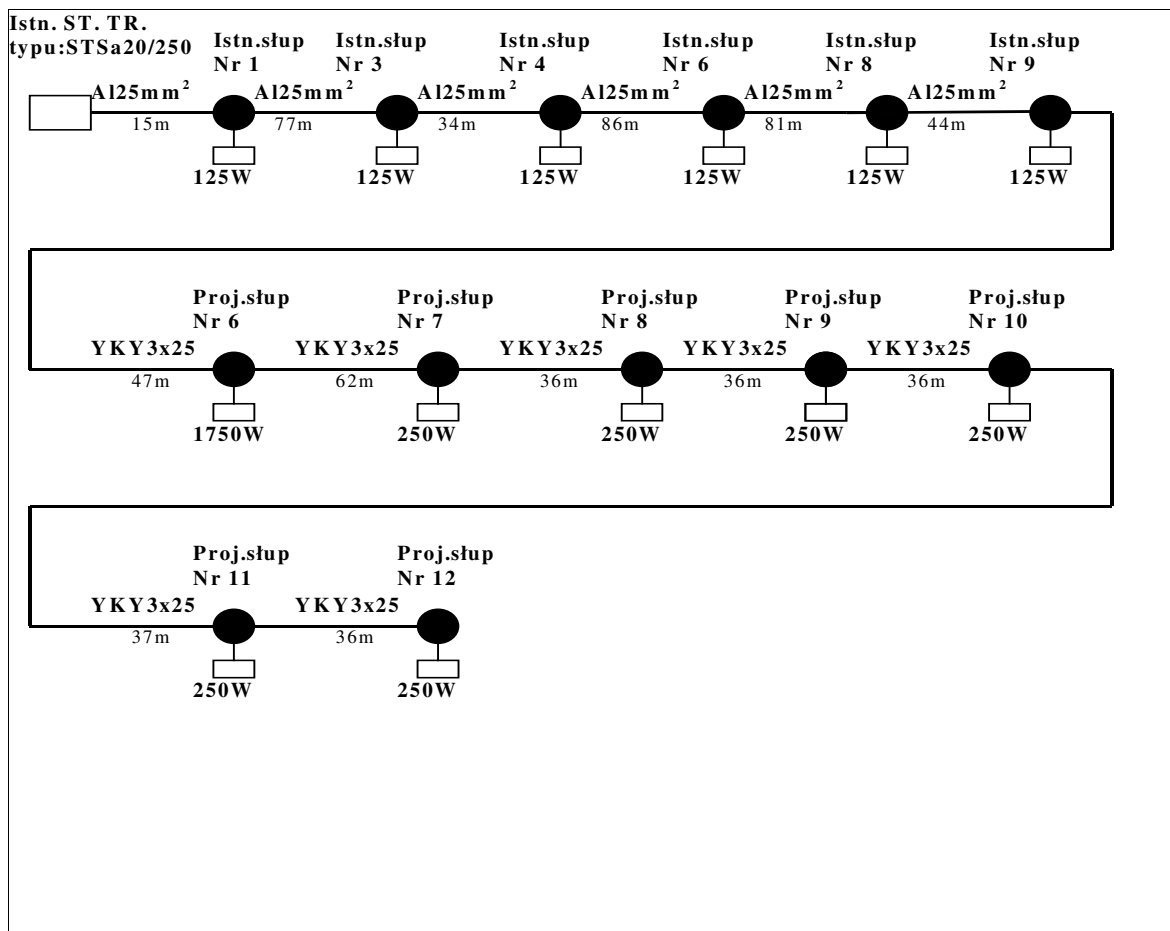 Istn. ST. TR.
typu:STSa20/250
Istn.słup
Nr 1
Istn.słup
Nr 3
Istn.słup
Nr 4
Istn.słup
Nr 6
Istn.słup
Nr 8
Istn.słup
Nr 9
Al25mm² Al25mm² Al25mm² Al25mm² Al25mm² Al25mm²
15m 77m 34m 86m 81m 44m
125W 125W 125W 125W 125W 125W
Proj.słup
Nr 6
Proj.słup
Nr 7
Proj.słup
Nr 8
Proj.słup
Nr 9
Proj.słup
Nr 10
YKY3x25 YKY3x25 YKY3x25 YKY3x25 YKY3x25
47m 62m 36m 36m 36m
1750W 250W 250W 250W 250W
Proj.słup
Nr 11
Proj.słup
Nr 12
YKY3x25 YKY3x25
37m 36m
250W 250W